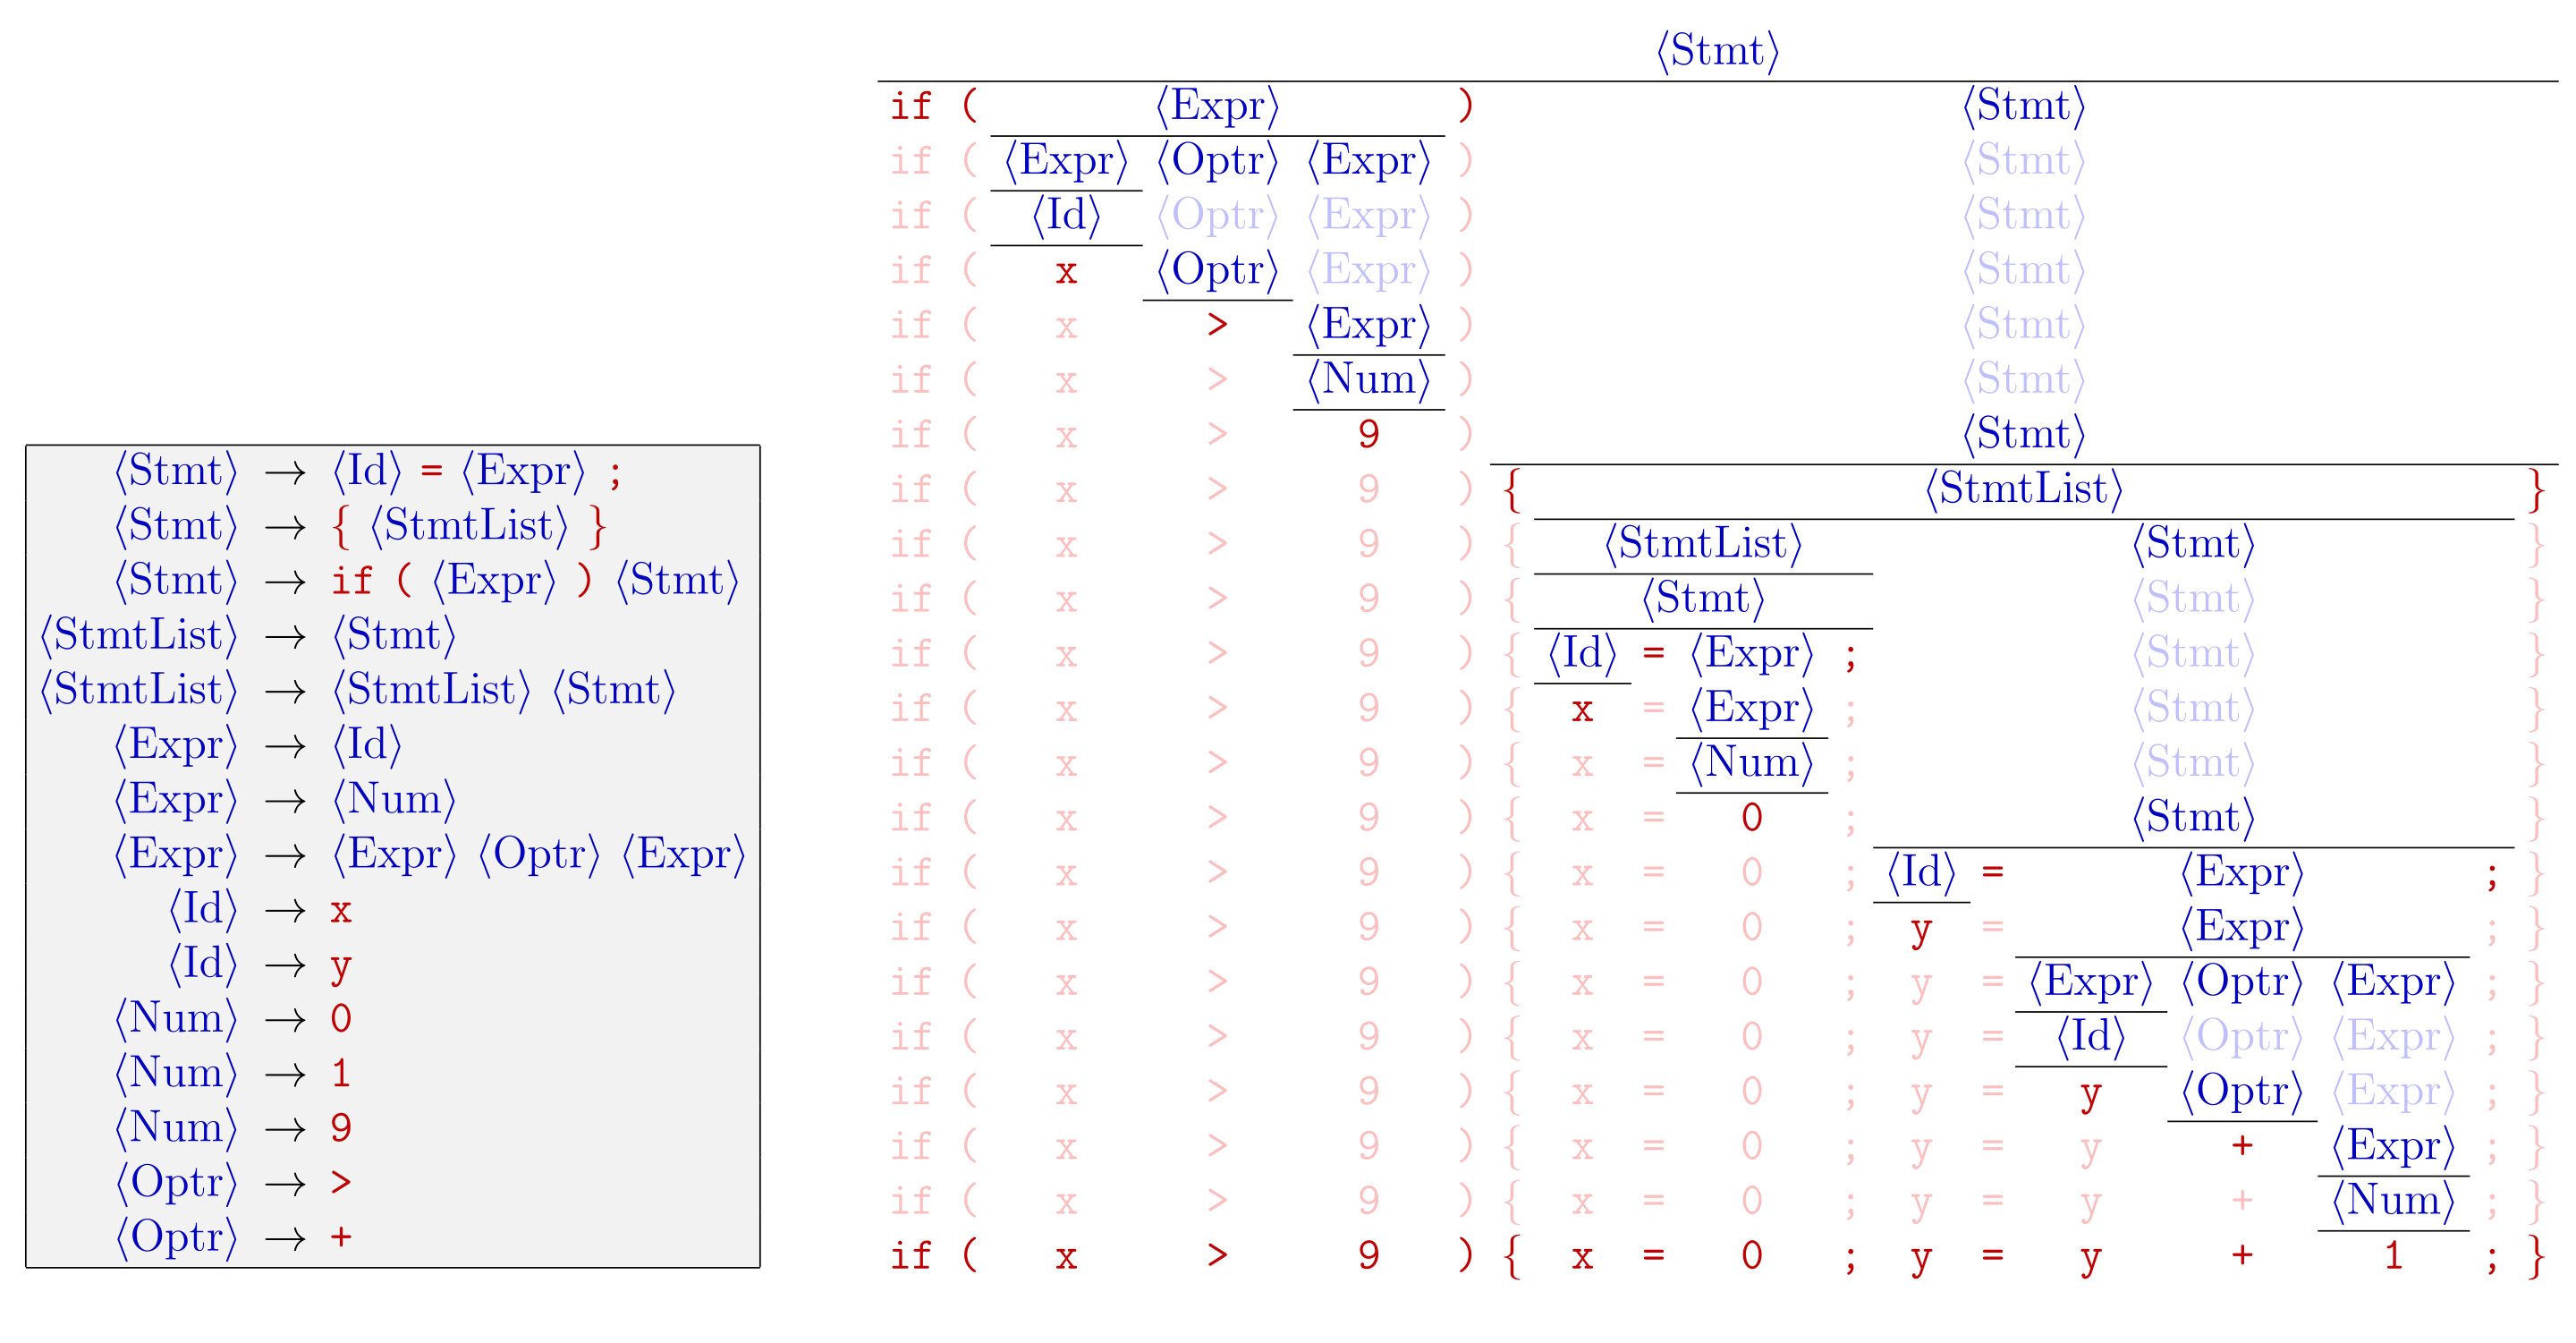 ⟨Stmt⟩ → ⟨Id⟩ = ⟨Expr⟩ ;
⟨Stmt⟩ → { ⟨StmtList⟩ }
⟨Stmt⟩ → if ( ⟨Expr⟩ ) ⟨Stmt⟩
⟨StmtList⟩ → ⟨Stmt⟩
⟨StmtList⟩ → ⟨StmtList⟩ ⟨Stmt⟩
⟨Expr⟩ → ⟨Id⟩
⟨Expr⟩ → ⟨Num⟩
⟨Expr⟩ → ⟨Expr⟩ ⟨Optr⟩ ⟨Expr⟩
⟨Id⟩ → x
⟨Id⟩ → y
⟨Num⟩ → 0
⟨Num⟩ → 1
⟨Num⟩ → 9
⟨Optr⟩ → >
⟨Optr⟩ → +
⟨Stmt⟩
if ( ⟨Expr⟩ ) ⟨Stmt⟩
if ( ⟨Expr⟩ ⟨Optr⟩ ⟨Expr⟩ ) ⟨Stmt⟩
if ( ⟨Id⟩ ⟨Optr⟩ ⟨Expr⟩ ) ⟨Stmt⟩
if ( x ⟨Optr⟩ ⟨Expr⟩ ) ⟨Stmt⟩
if ( x > ⟨Expr⟩ ) ⟨Stmt⟩
if ( x > ⟨Num⟩ ) ⟨Stmt⟩
if ( x > 9 ) ⟨Stmt⟩
if ( x > 9 ) { ⟨StmtList⟩ }
if ( x > 9 ) { ⟨StmtList⟩ ⟨Stmt⟩ }
if ( x > 9 ) { ⟨Stmt⟩ ⟨Stmt⟩ }
if ( x > 9 ) { ⟨Id⟩ = ⟨Expr⟩ ; ⟨Stmt⟩ }
if ( x > 9 ) { x = ⟨Expr⟩ ; ⟨Stmt⟩ }
if ( x > 9 ) { x = ⟨Num⟩ ; ⟨Stmt⟩ }
if ( x > 9 ) { x = 0 ; ⟨Stmt⟩ }
if ( x > 9 ) { x = 0 ; ⟨Id⟩ = ⟨Expr⟩ ; }
if ( x > 9 ) { x = 0 ; y = ⟨Expr⟩ ; }
if ( x > 9 ) { x = 0 ; y = ⟨Expr⟩ ⟨Optr⟩ ⟨Expr⟩ ; }
if ( x > 9 ) { x = 0 ; y = ⟨Id⟩ ⟨Optr⟩ ⟨Expr⟩ ; }
if ( x > 9 ) { x = 0 ; y = y ⟨Optr⟩ ⟨Expr⟩ ; }
if ( x > 9 ) { x = 0 ; y = y + ⟨Expr⟩ ; }
if ( x > 9 ) { x = 0 ; y = y + ⟨Num⟩ ; }
if ( x > 9 ) { x = 0 ; y = y + 1 ; }